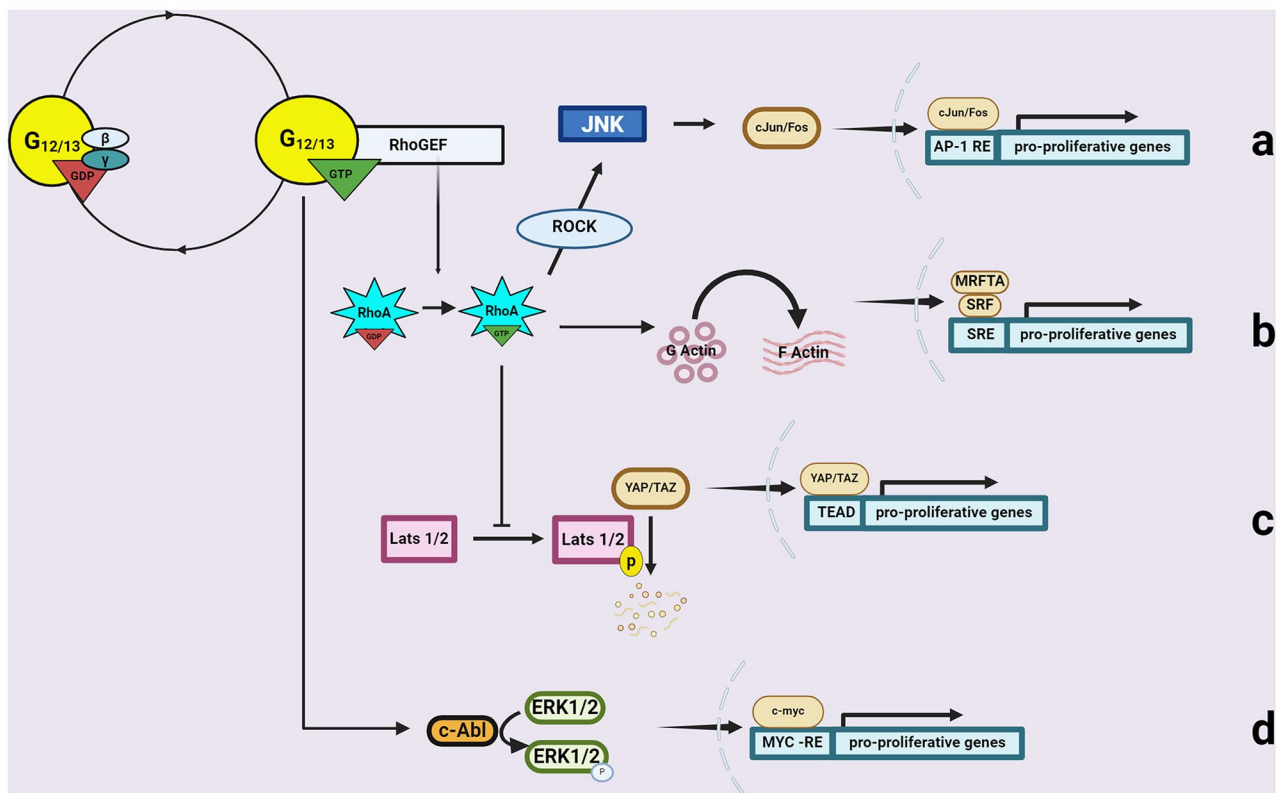 G12/13
β
γ
GDP
G12/13
GTP
RhoGEF
JNK
cJun/Fos
cJun/Fos
AP-1 RE
pro-proliferative genes
a
ROCK
RhoA
GDP
RhoA
GTP
G Actin
F Actin
MRFTA
SRF
SRE
pro-proliferative genes
b
YAP/TAZ
YAP/TAZ
TEAD
pro-proliferative genes
c
Lats 1/2
Lats 1/2
p
c-Abl
ERK1/2
ERK1/2
P
c-myc
MYC -RE
pro-proliferative genes
d